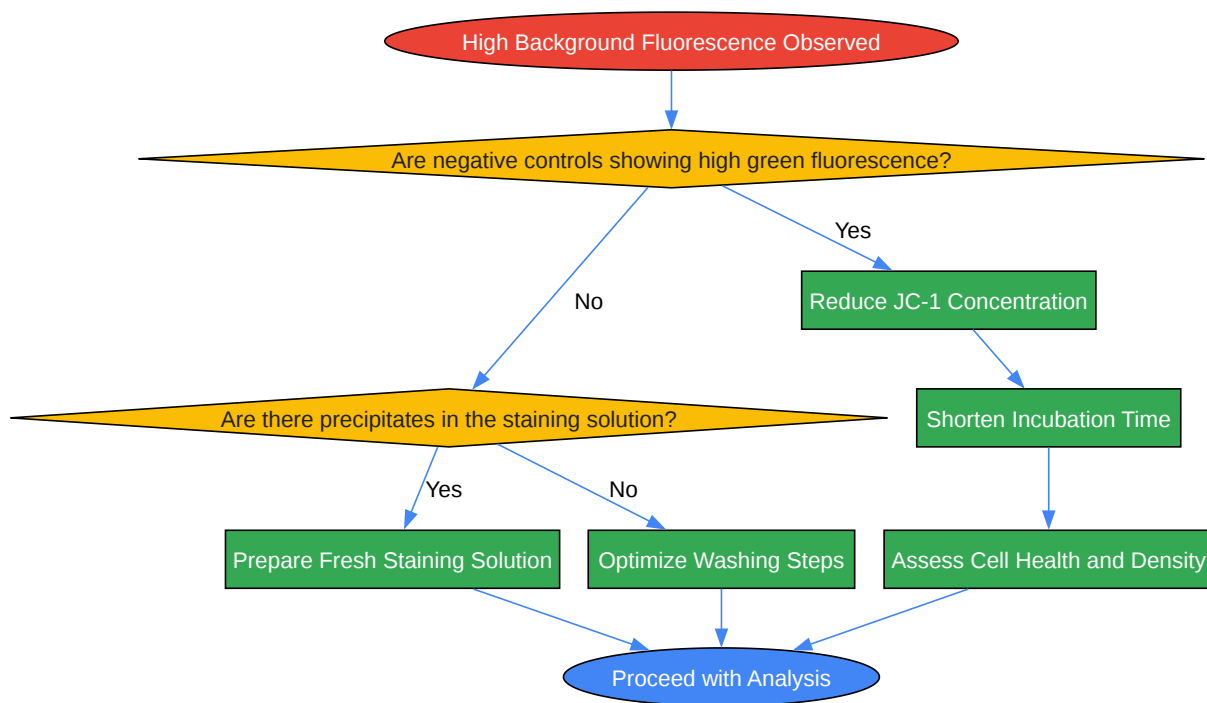 High Background Fluorescence Observed
Are negative controls showing high green fluorescence?
Yes
Reduce JC-1 Concentration
No
Are there precipitates in the staining solution?
Shorten Incubation Time
Yes
No
Prepare Fresh Staining Solution
Optimize Washing Steps
Assess Cell Health and Density
Proceed with Analysis